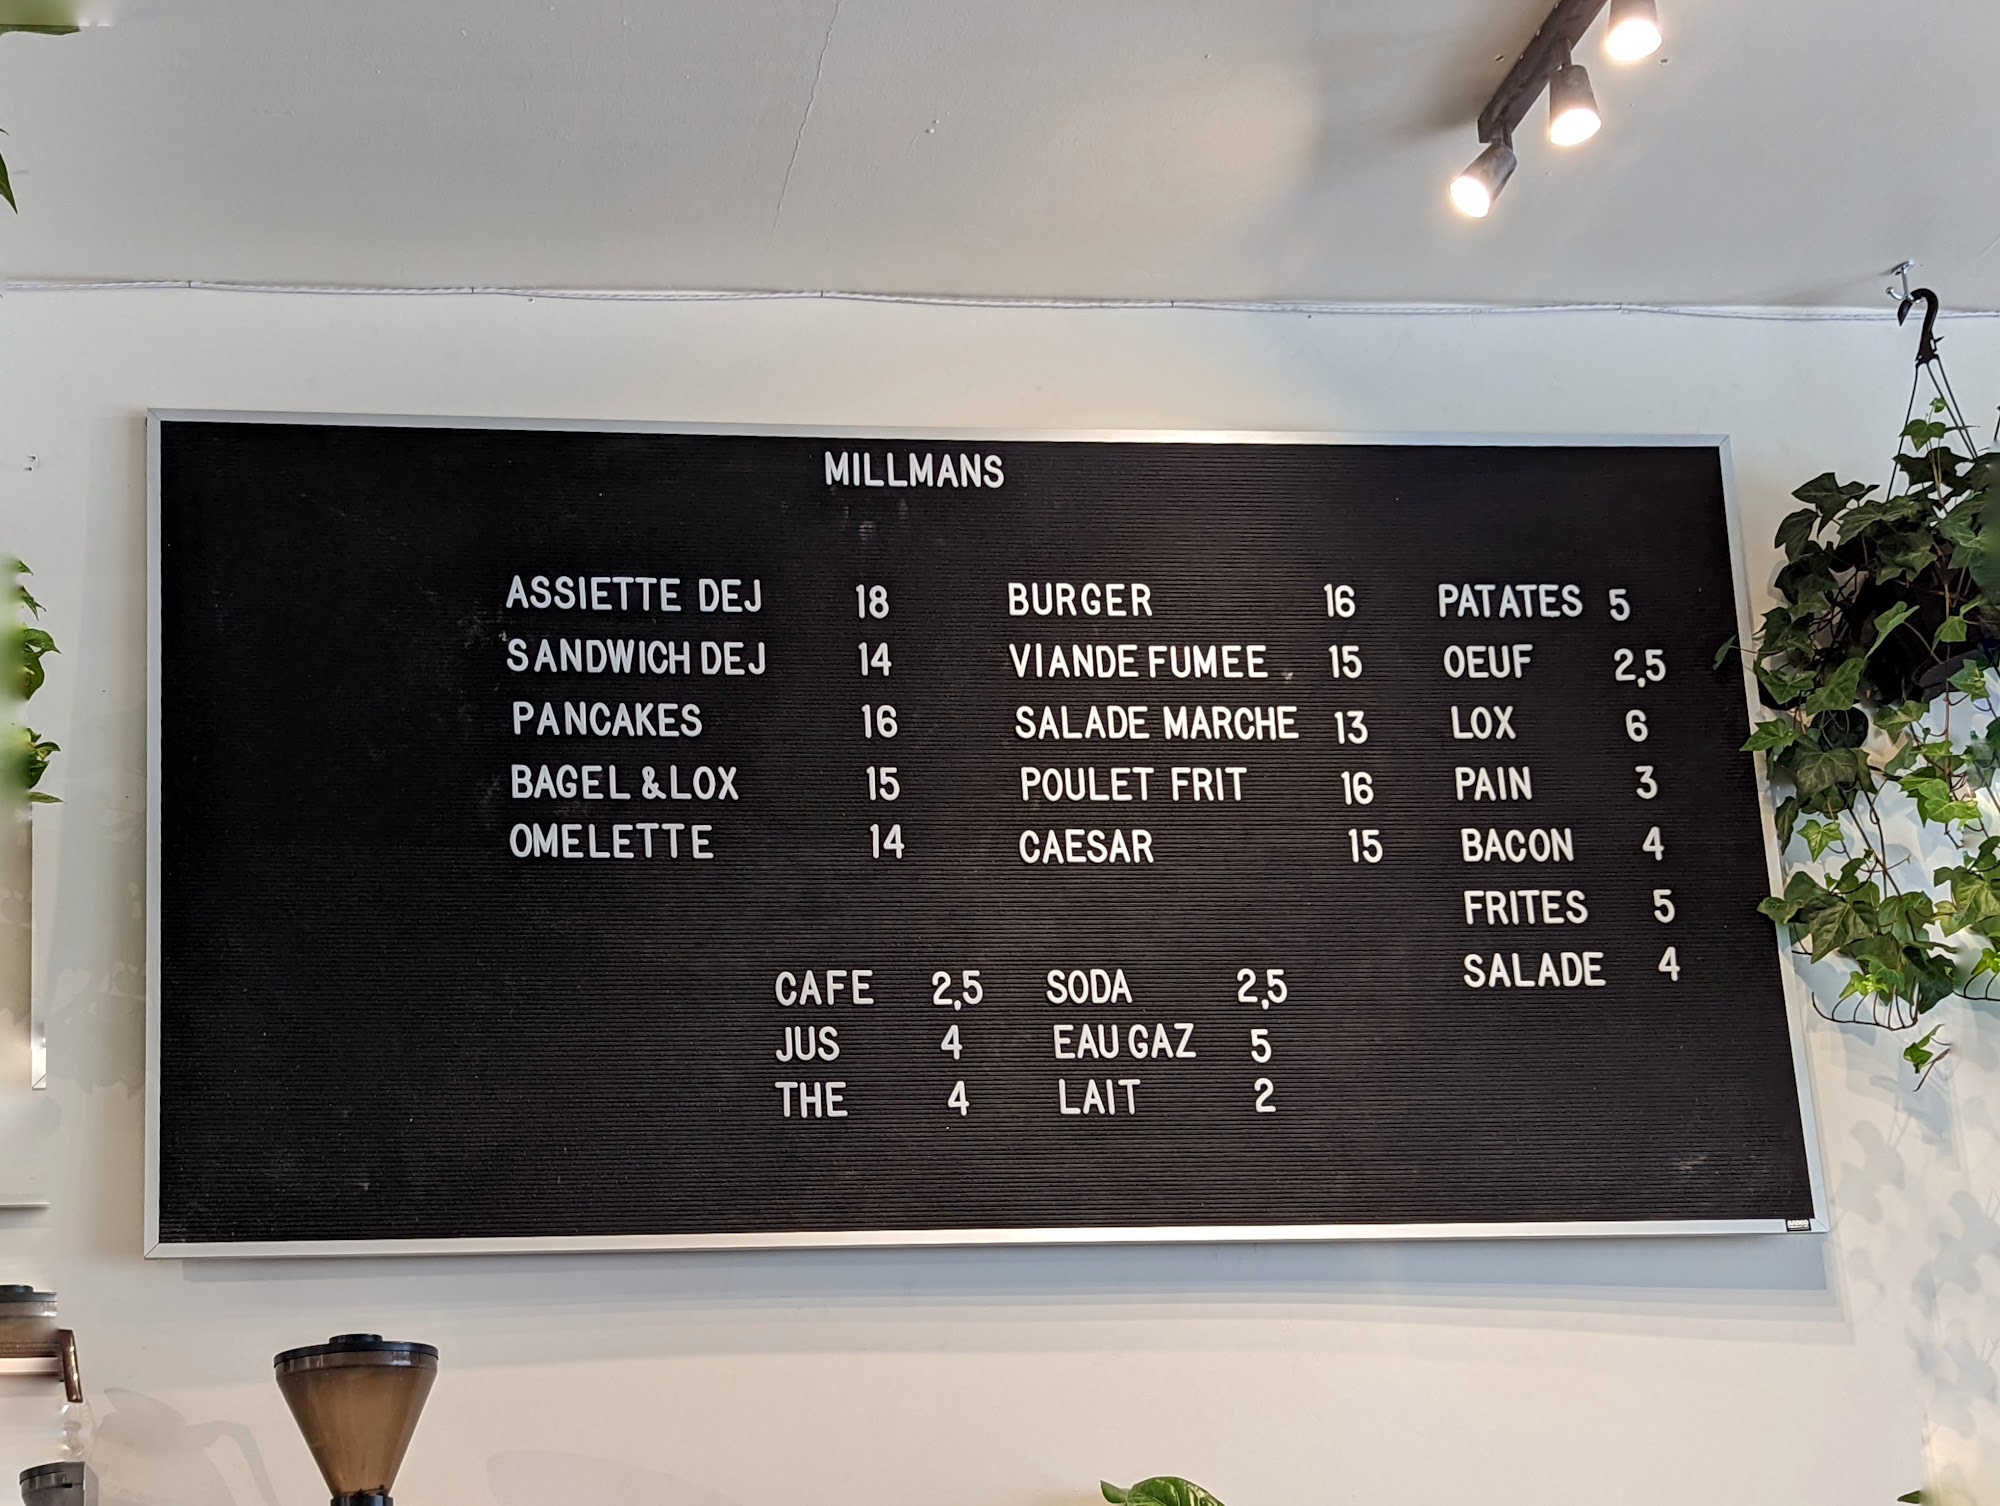 MILLMANS
ASSIETTE DEJ 18
SANDWICH DEJ 14
PANCAKES 16
BAGEL & LOX 15
OMELETTE 14
BURGER 16
VIANDE FUMEE 15
SALADE MARCHE 13
POULET FRIT 16
CAESAR 15
PATATES 5
OEUF 2,5
LOX 6
PAIN 3
BACON 4
FRITES 5
SALADE 4
CAFE 2,5
JUS 4
THE 4
SODA 2,5
EAU GAZ 5
LAIT 2